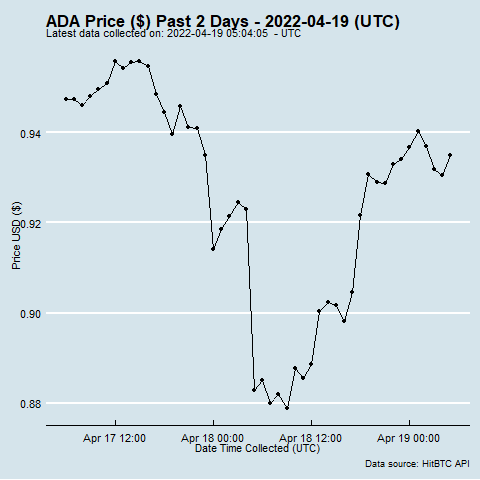 ADA Price ($) Past 2 Days - 2022-04-19 (UTC)
Latest data collected on: 2022-04-19 05:04:05 - UTC
Price USD ($)
0.94
0.92
0.90
0.88
Apr 17 12:00 Apr 18 00:00 Apr 18 12:00 Apr 19 00:00
Date Time Collected (UTC)
Data source: HitBTC API